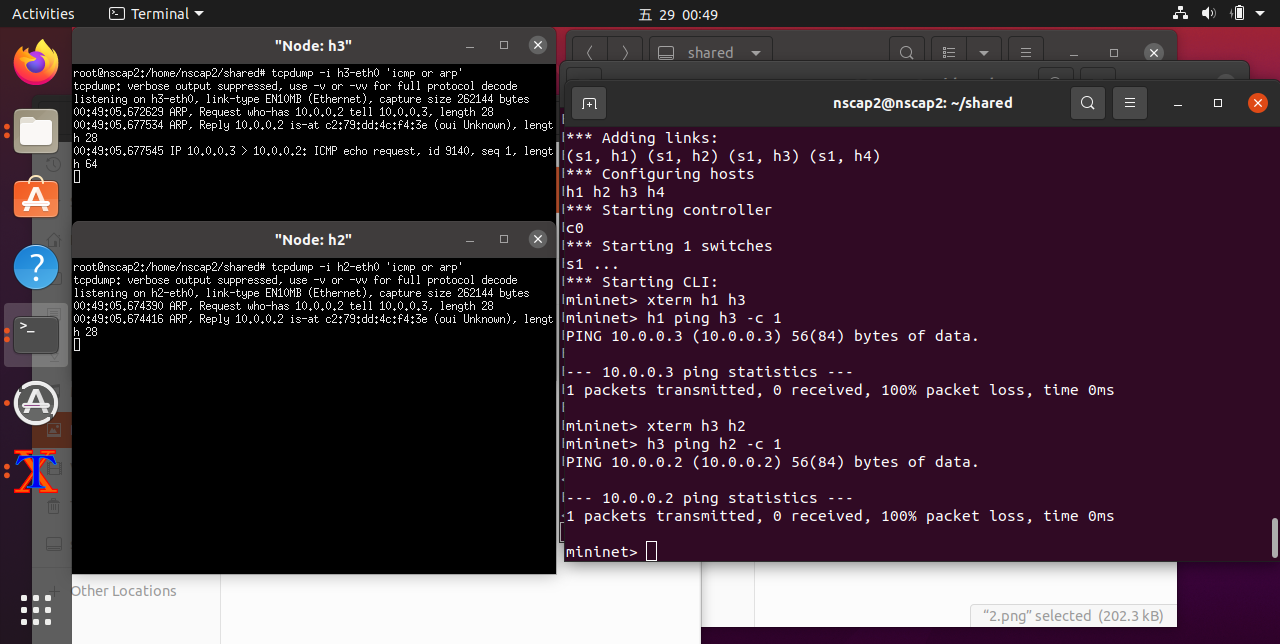 Activities
Terminal
五 29 00:49
"Node: h3"
root@nscap2:/home/nscap2/shared# tcpdump -i h3-eth0 'icmp or arp'
tcpdump: verbose output suppressed, use -v or -vv for full protocol decode
listening on h3-eth0, link-type EN10MB (Ethernet), capture size 262144 bytes
00:49:05.672629 ARP, Request who-has 10.0.0.2 tell 10.0.0.3, length 28
00:49:05.677534 ARP, Reply 10.0.0.2 is-at c2:79:dd:4c:f4:3e (oui Unknown), lengt
h 28
00:49:05.677545 IP 10.0.0.3 > 10.0.0.2: ICMP echo request, id 9140, seq 1, lengt
h 64
"Node: h2"
root@nscap2:/home/nscap2/shared# tcpdump -i h2-eth0 'icmp or arp'
tcpdump: verbose output suppressed, use -v or -vv for full protocol decode
listening on h2-eth0, link-type EN10MB (Ethernet), capture size 262144 bytes
00:49:05.674390 ARP, Request who-has 10.0.0.2 tell 10.0.0.3, length 28
00:49:05.674416 ARP, Reply 10.0.0.2 is-at c2:79:dd:4c:f4:3e (oui Unknown), lengt
h 28
shared
nscap2@nscap2: ~/shared
*** Adding links:
(s1, h1) (s1, h2) (s1, h3) (s1, h4)
*** Configuring hosts
h1 h2 h3 h4
*** Starting controller
c0
*** Starting 1 switches
s1 ...
*** Starting CLI:
mininet> xterm h1 h3
mininet> h1 ping h3 -c 1
PING 10.0.0.3 (10.0.0.3) 56(84) bytes of data.
--- 10.0.0.3 ping statistics ---
1 packets transmitted, 0 received, 100% packet loss, time 0ms
mininet> xterm h3 h2
mininet> h3 ping h2 -c 1
PING 10.0.0.2 (10.0.0.2) 56(84) bytes of data.
--- 10.0.0.2 ping statistics ---
1 packets transmitted, 0 received, 100% packet loss, time 0ms
mininet>
Other Locations
“2.png” selected (202.3 kB)